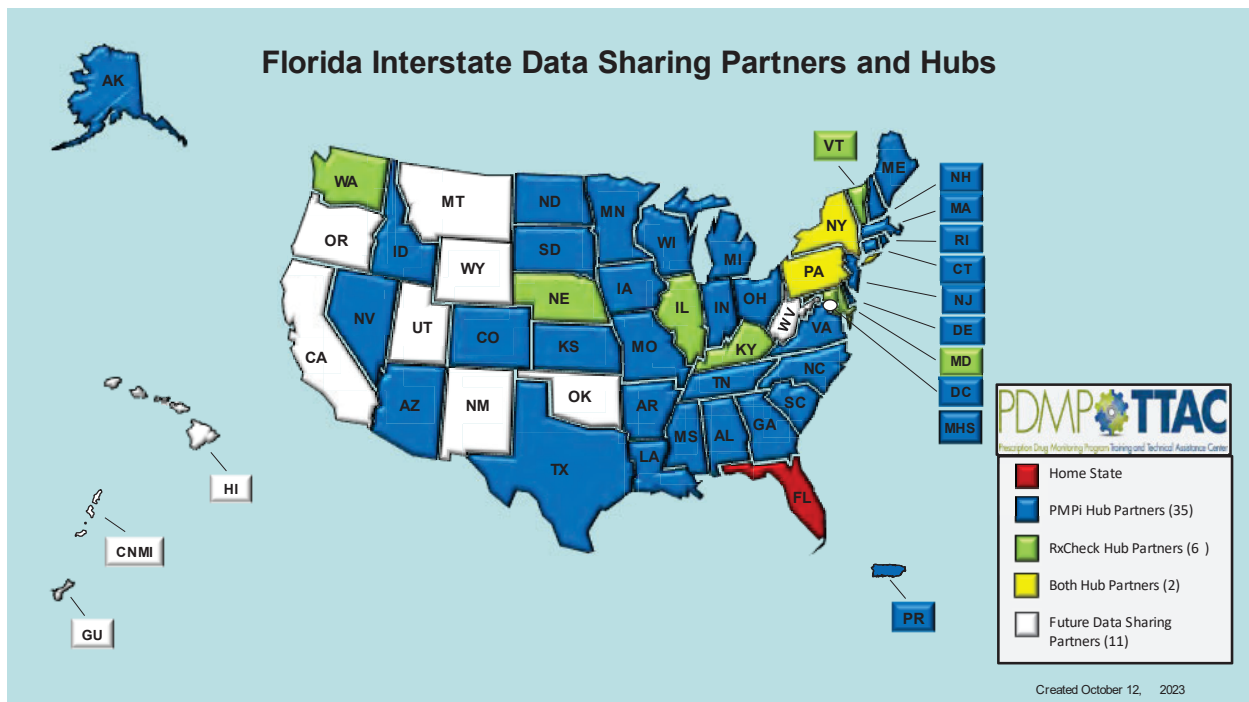 Florida Interstate Data Sharing Partners and Hubs
AK
VT
WA
MT
ND
MN
ME
NH
MA
OR
ID
SD
WI
NY
RI
WY
MI
CT
PA
IA
NE
NJ
NV
UT
CO
IL
IN
OH
WV
VA
DE
CA
KS
MO
KY
MD
AZ
NM
OK
TN
NC
DC
AR
SC
MHS
MS
AL
GA
TX
LA
FL
HI
CNMI
GU
PR
PDMP TTAC
Prescription Drug Monitoring Program Training and Technical Assistance Center
Home State
PMPi Hub Partners (35)
RxCheck Hub Partners (6 )
Both Hub Partners (2)
Future Data Sharing
Partners (11)
Created October 12, 2023